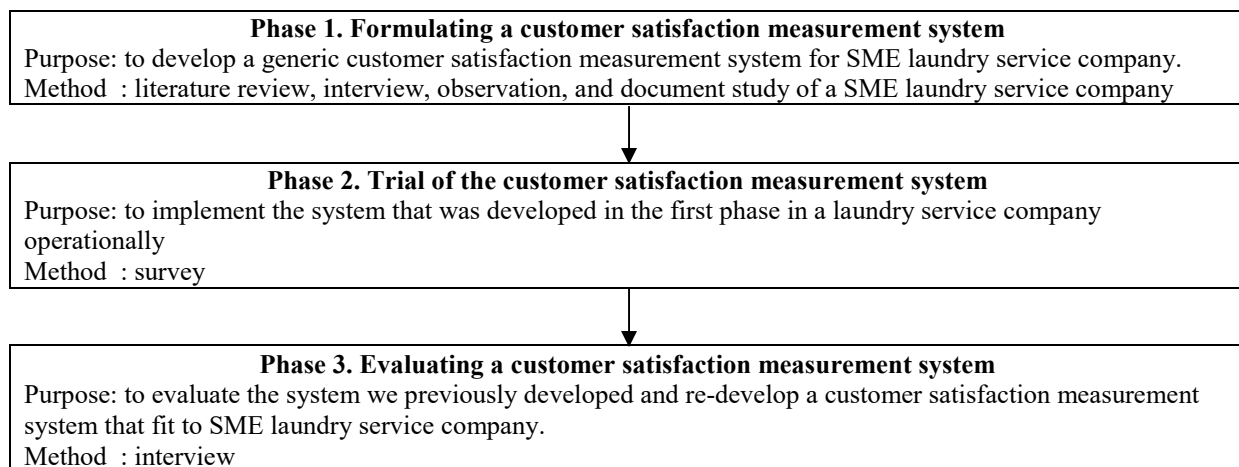 Phase 1. Formulating a customer satisfaction measurement system
Purpose: to develop a generic customer satisfaction measurement system for SME laundry service company.
Method : literature review, interview, observation, and document study of a SME laundry service company
Phase 2. Trial of the customer satisfaction measurement system
Purpose: to implement the system that was developed in the first phase in a laundry service company
operationally
Method : survey
Phase 3. Evaluating a customer satisfaction measurement system
Purpose: to evaluate the system we previously developed and re-develop a customer satisfaction measurement
system that fit to SME laundry service company.
Method : interview